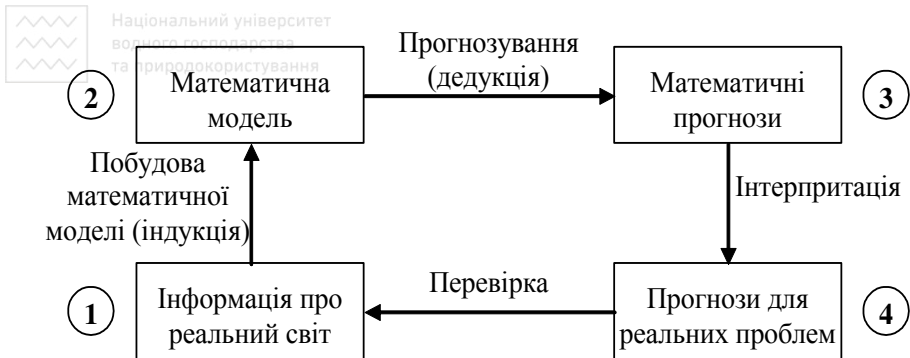 Національний університет
водного господарства
та природокористування
Прогнозування
(дедукція)
2
Математична
модель
Математичні
прогнози
3
Побудова
математичної
моделі (індукція)
Інтерпритація
1
Інформація про
реальний світ
Перевірка
Прогнози для
реальних проблем
4